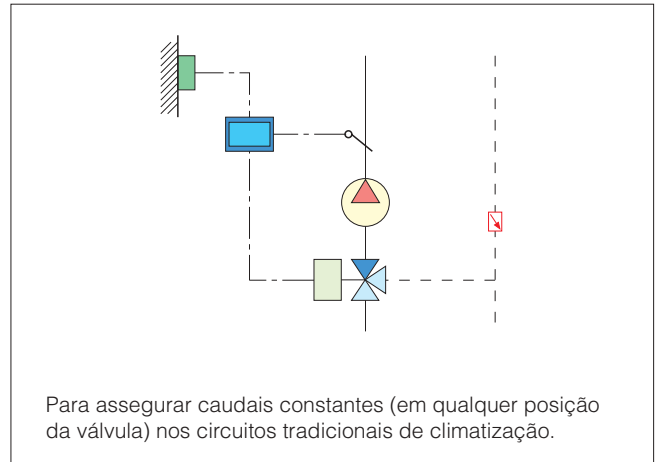 Para assegurar caudais constantes (em qualquer posição
da válvula) nos circuitos tradicionais de climatização.